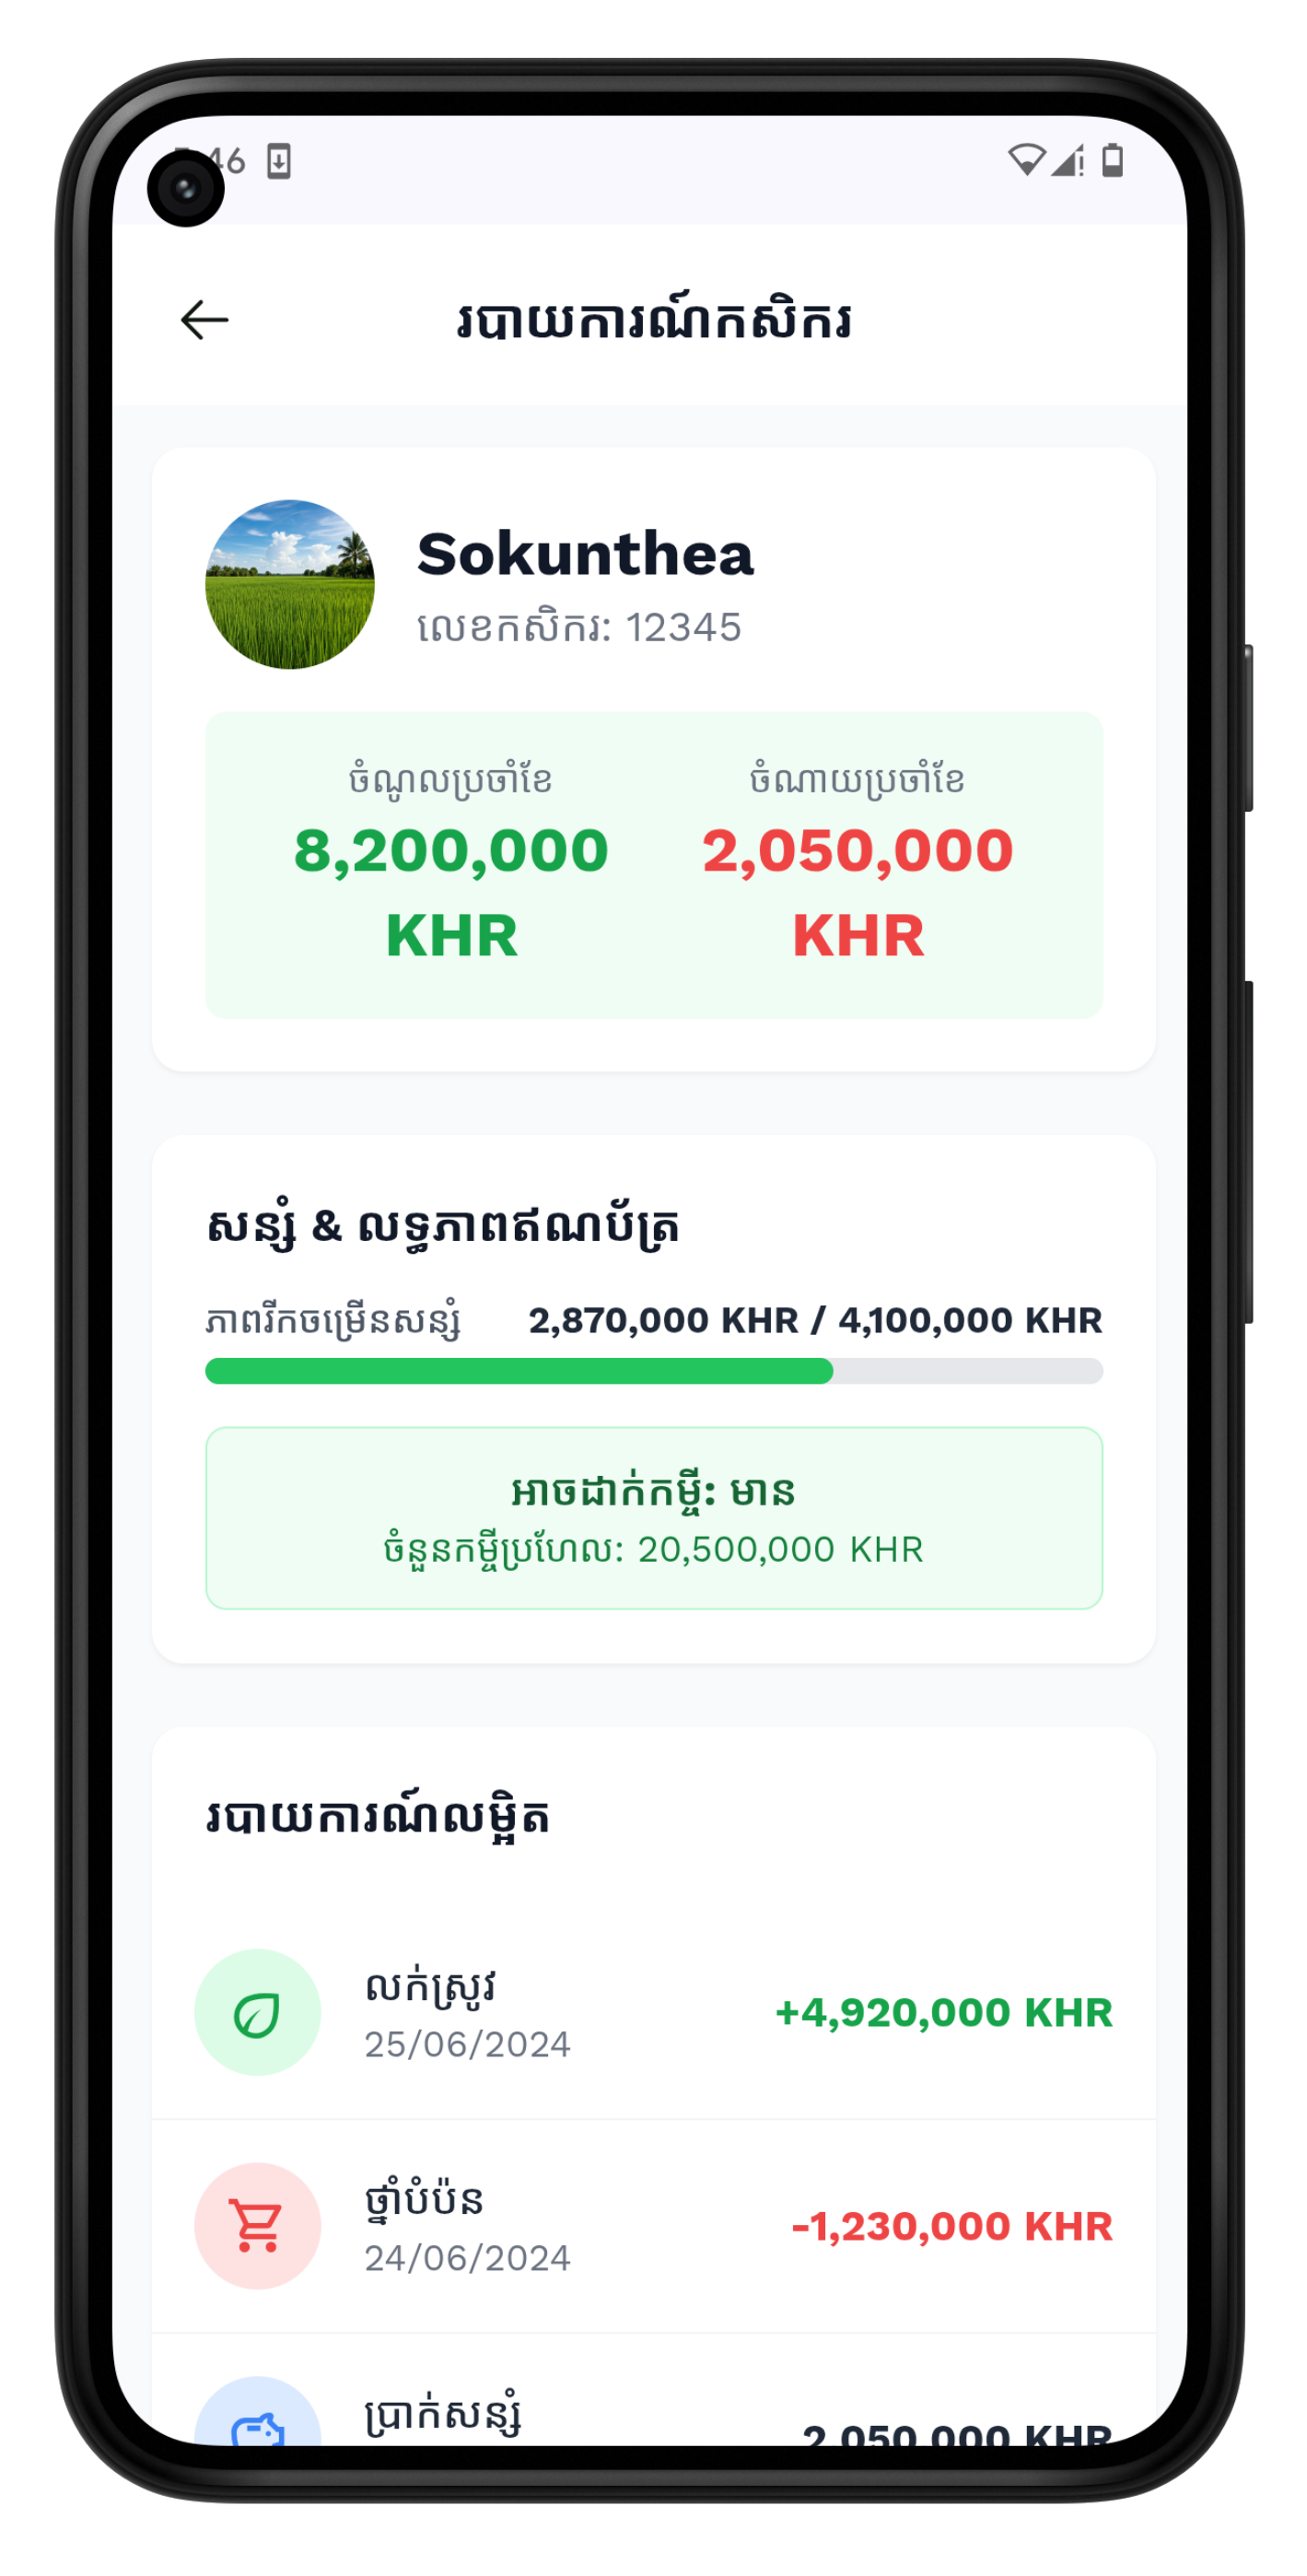 46
របាយការណ៍កសិករ
Sokunthea
លេខកសិករ: 12345
ចំណូលប្រចាំខែ
8,200,000
KHR
ចំណាយប្រចាំខែ
2,050,000
KHR
សន្សំ & លទ្ធភាពឥណប័ត្រ
ភាពរីកចម្រើនសន្សំ 2,870,000 KHR / 4,100,000 KHR
អាចដាក់កម្ចី: មាន
ចំនួនកម្ចីប្រហែល: 20,500,000 KHR
របាយការណ៍លម្អិត
លក់ស្រូវ
25/06/2024
+4,920,000 KHR
ថ្នាំបំប៉ន
24/06/2024
-1,230,000 KHR
ប្រាក់សន្សំ
2,050,000 KHR